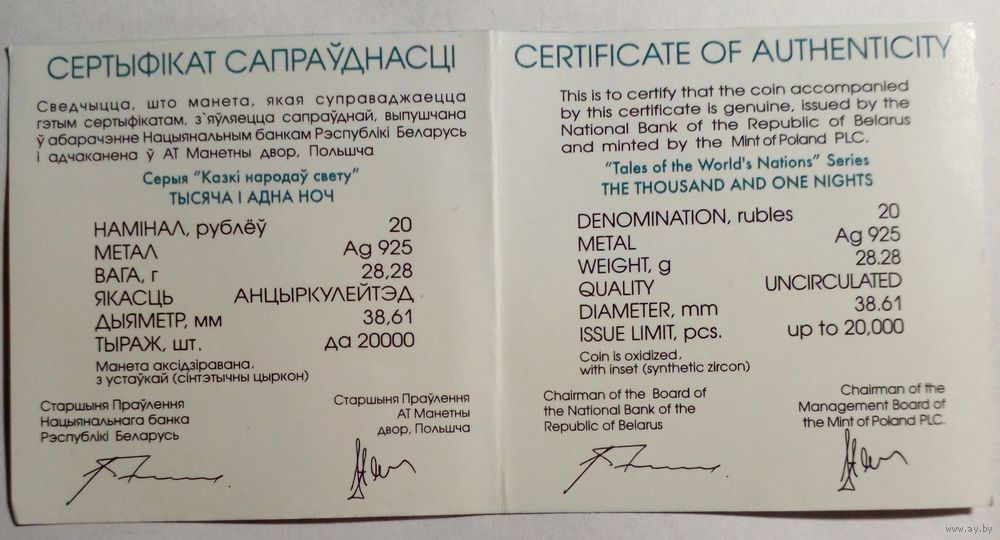 СЕРТЫФІКАТ САПРАЎДНАСЦІ
Сведчыцца, што манета, якая суправаджаецца
гэтым сертыфікатам, з`яўляецца сапраўднай, выпушчана
ў абарачэнне Нацыянальным банкам Рэспублікі Беларусь
і адчаканена ў АТ Манетны двор, Польшча
Серыя "Казкі народаў свету"
ТЫСЯЧА І АДНА НОЧ
НАМІНАЛ, рублёў 20
МЕТАЛ Ag 925
ВАГА, г 28,28
ЯКАСЦЬ АНЦЫРКУЛЕЙТЭД
ДЫЯМЕТР, мм 38,61
ТЫРАЖ, шт. да 20000
Манета аксідзіравана,
з устаўкай (сінтэтычны цыркон)
Старшыня Праўлення
Нацыянальнага банка
Рэспублікі Беларусь
Старшыня Праўлення
АТ Манетны
двор, Польшча
CERTIFICATE OF AUTHENTICITY
This is to certify that the coin accompanied
by this certificate is genuine, issued by the
National Bank of the Republic of Belarus
and minted by the Mint of Poland PLC.
"Tales of the World's Nations" Series
THE THOUSAND AND ONE NIGHTS
DENOMINATION, rubles 20
METAL Ag 925
WEIGHT, g 28.28
QUALITY UNCIRCULATED
DIAMETER, mm 38.61
ISSUE LIMIT, pcs. up to 20,000
Coin is oxidized,
with inset (synthetic zircon)
Chairman of the Board of
the National Bank of the
Republic of Belarus
Chairman of the
Management Board of
the Mint of Poland PLC.
www.ay.by